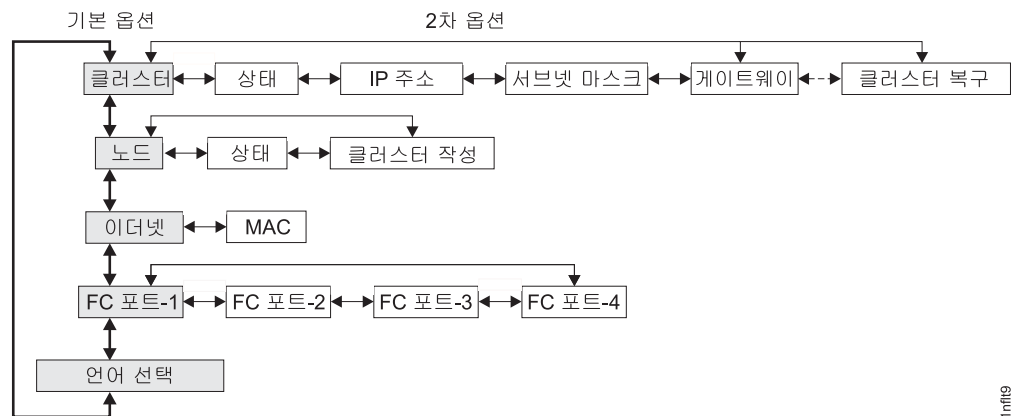 기본 옵션 2차 옵션
클러스터 상태 IP 주소 서브넷 마스크 게이트웨이 클러스터 복구
노드 상태 클러스터 작성
이더넷 MAC
FC 포트-1 FC 포트-2 FC 포트-3 FC 포트-4
언어 선택